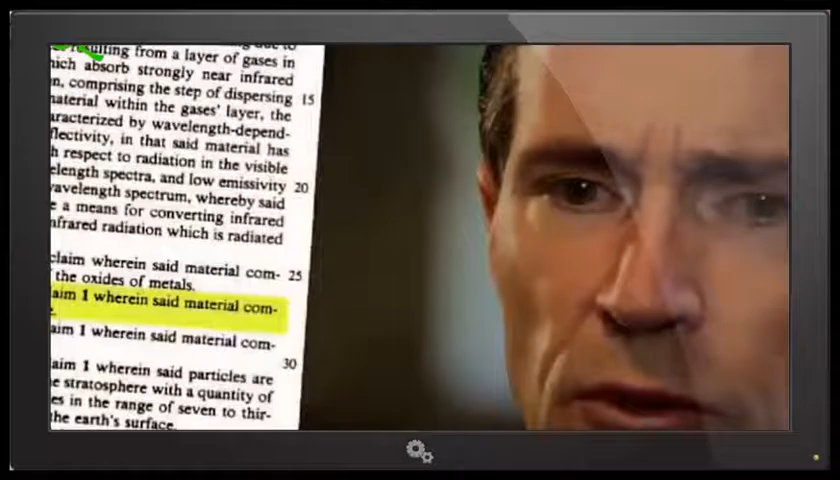 resulting from a layer of gases in
hich absorb strongly near infrared
n, comprising the step of dispersing 15
naterial within the gases' layer, the
aracterized by wavelength-depend-
flectivity, in that said material has
h respect to radiation in the visible
elength spectra, and low emissivity 20
vavelength spectrum, whereby said
e a means for converting infrared
nfrared radiation which is radiated
claim wherein said material com- 25
the oxides of metals.
aim 1 wherein said material com-
aim 1 wherein said material com-
30
aim 1 wherein said particles are
e stratosphere with a quantity of
es in the range of seven to thir-
the earth's surface.